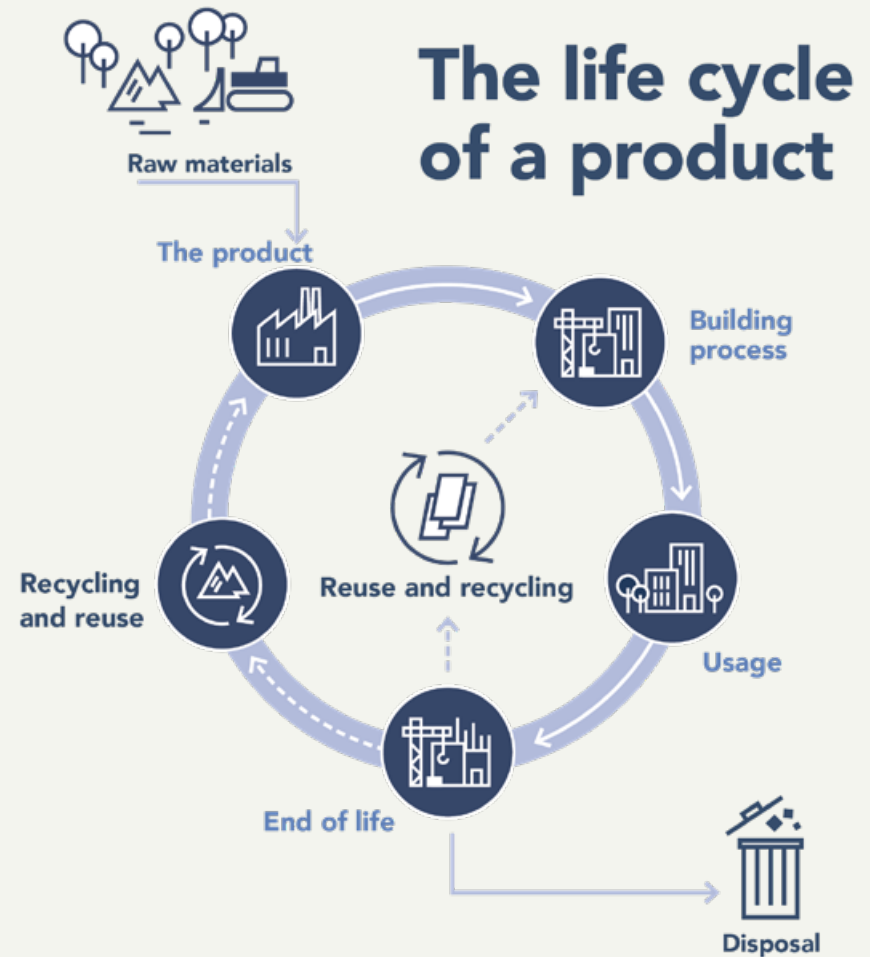 The life cycle
of a product
Raw materials
The product
Building
process
Recycling
and reuse
Reuse and recycling
Usage
End of life
Disposal